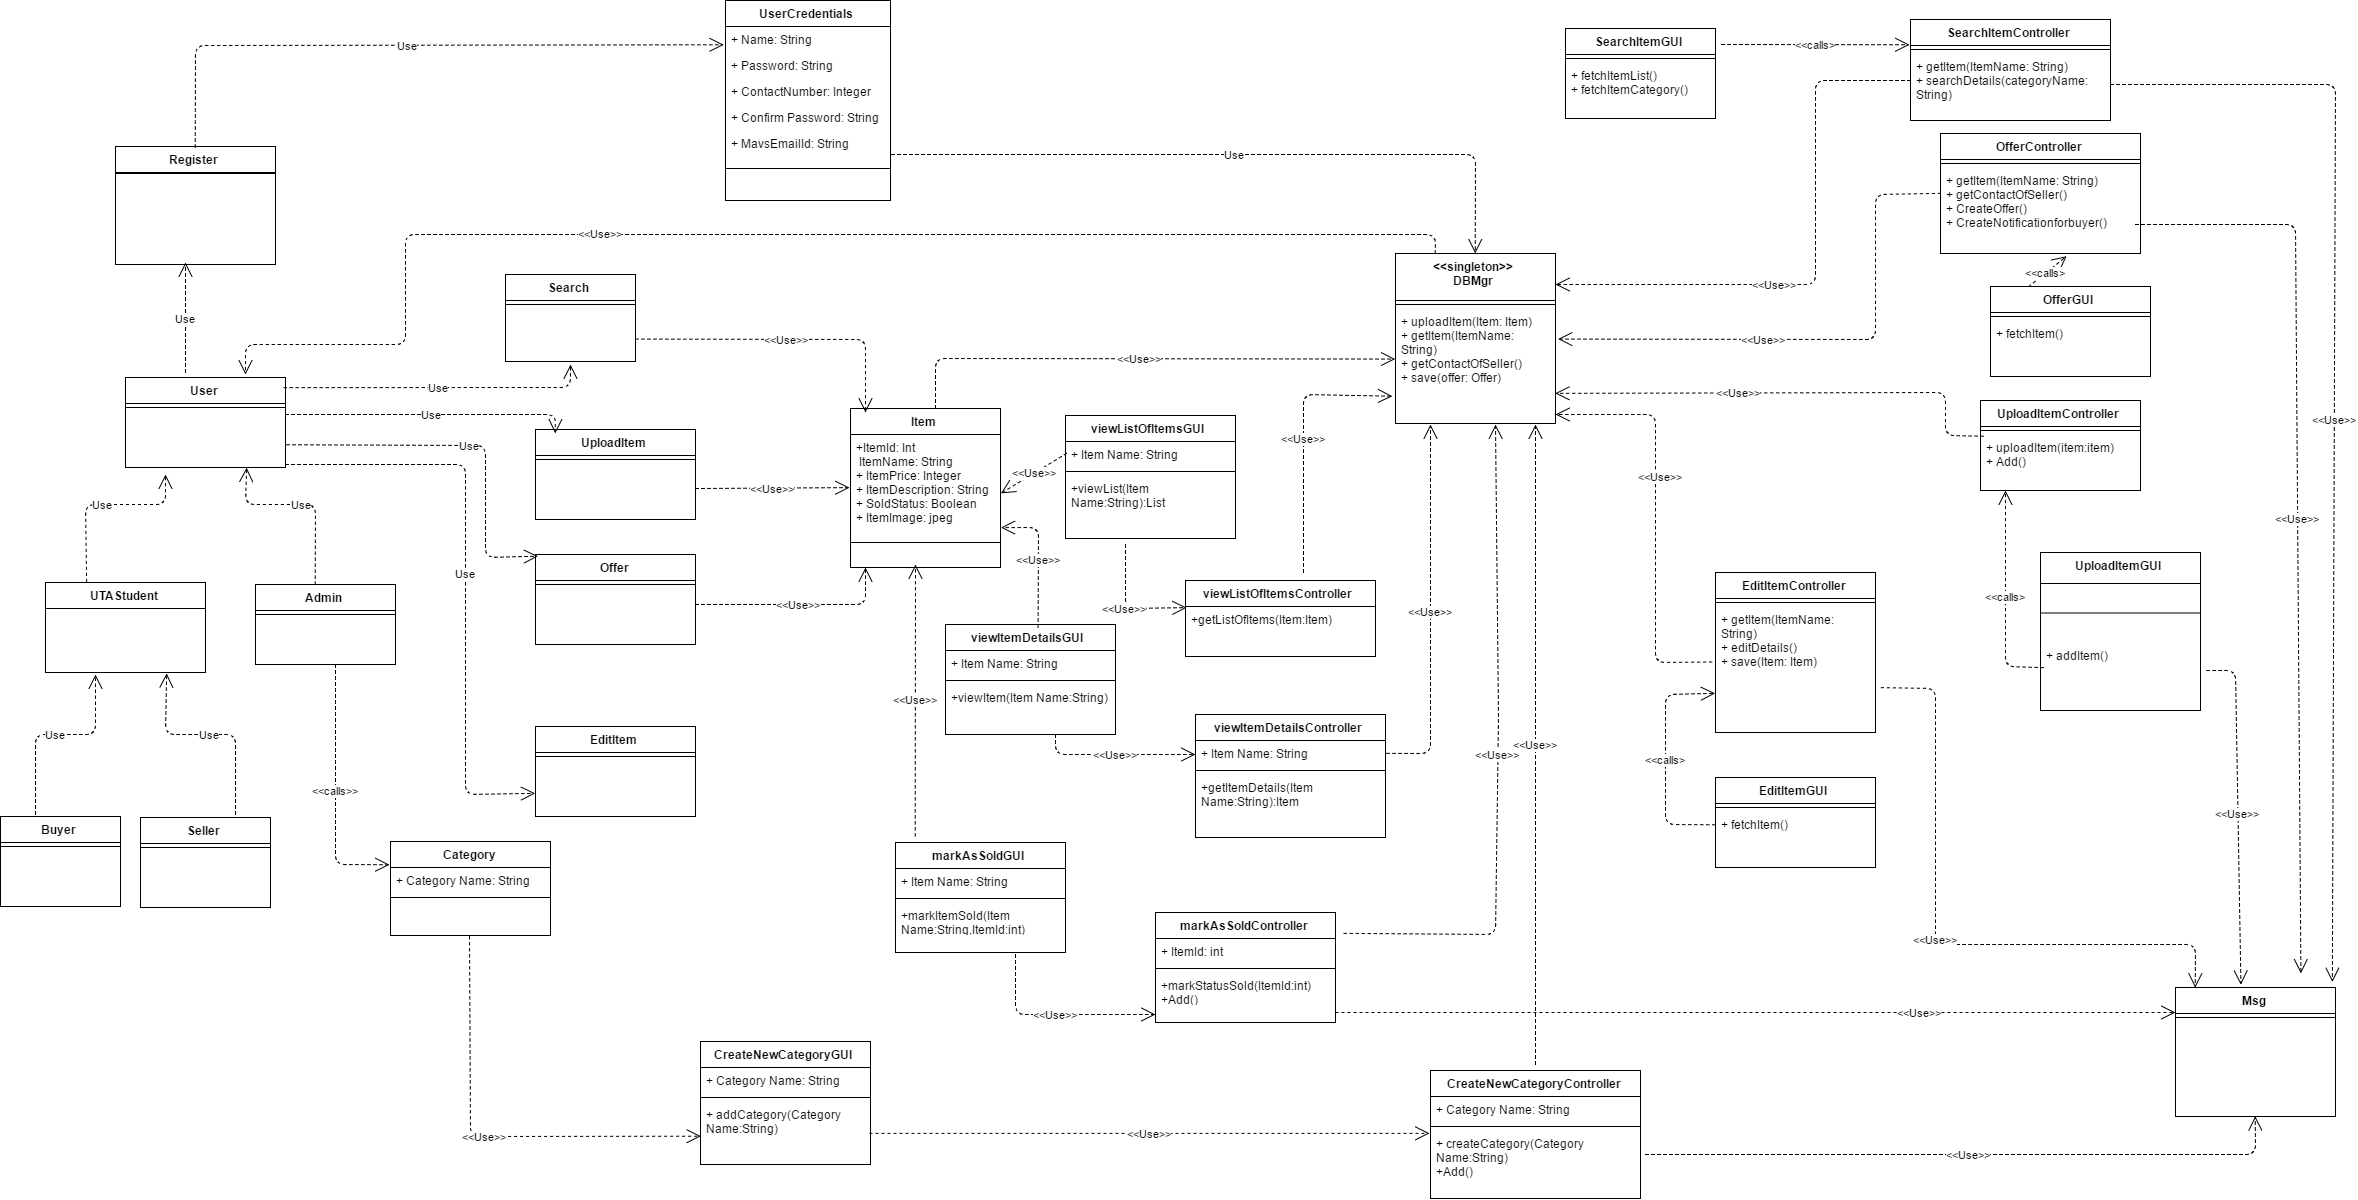 UserCredentials
+ Name: String
+ Password: String
+ ContactNumber: Integer
+ Confirm Password: String
+ MavsEmailId: String
Use
Use
SearchItemGUI
+ fetchItemList()
+ fetchItemCategory()
<<calls>
SearchItemController
+ getItem(ItemName: String)
+ searchDetails(categoryName:
String)
OfferController
+ getItem(ItemName: String)
+ getContactOfSeller()
+ CreateOffer()
+ CreateNotificationforbuyer()
<<calls>
OfferGUI
+ fetchItem()
Register
Use
<<Use>>
Search
<<Use>>
<<singleton>>
DBMgr
+ uploadItem(Item: Item)
+ getItem(ItemName:
String)
+ getContactOfSeller()
+ save(offer: Offer)
<<Use>>
<<Use>>
<<Use>>
<<Use>>
<<Use>>
User
Use
Use
Use
Use
UploadItem
<<Use>>
Item
+ItemId: Int
ItemName: String
+ ItemPrice: Integer
+ ItemDescription: String
+ SoldStatus: Boolean
+ ItemImage: jpeg
viewListOfItemsGUI
+ Item Name: String
+viewList(Item
Name:String):List
<<Use>>
<<Use>>
<<Use>>
<<Use>>
UploadItemController
+ uploadItem(item:item)
+ Add()
<<Use>>
Use
Use
Offer
<<Use>>
<<Use>>
viewListOfItemsController
+getListOfItems(Item:Item)
<<Use>>
EditItemController
+ getItem(ItemName:
String)
+ editDetails()
+ save(Item: Item)
<<calls>
UploadItemGUI
+ addItem()
UTAStudent
Admin
viewItemDetailsGUI
+ Item Name: String
+viewItem(Item Name:String)
<<Use>>
<<Use>>
Use
Use
EditItem
viewItemDetailsController
+ Item Name: String
+getItemDetails(Item
Name:String):Item
<<Use>>
<<Use>>
<<calls>
EditItemGUI
+ fetchItem()
<<calls>>
<<Use>>
Buyer
Seller
Category
+ Category Name: String
markAsSoldGUI
+ Item Name: String
+markItemSold(Item
Name:String,ItemId:int)
<<Use>>
markAsSoldController
+ ItemId: int
+markStatusSold(ItemId:int)
+Add()
<<Use>>
<<Use>>
Msg
CreateNewCategoryGUI
+ Category Name: String
+ addCategory(Category
Name:String)
<<Use>>
<<Use>>
CreateNewCategoryController
+ Category Name: String
+ createCategory(Category
Name:String)
+Add()
<<Use>>